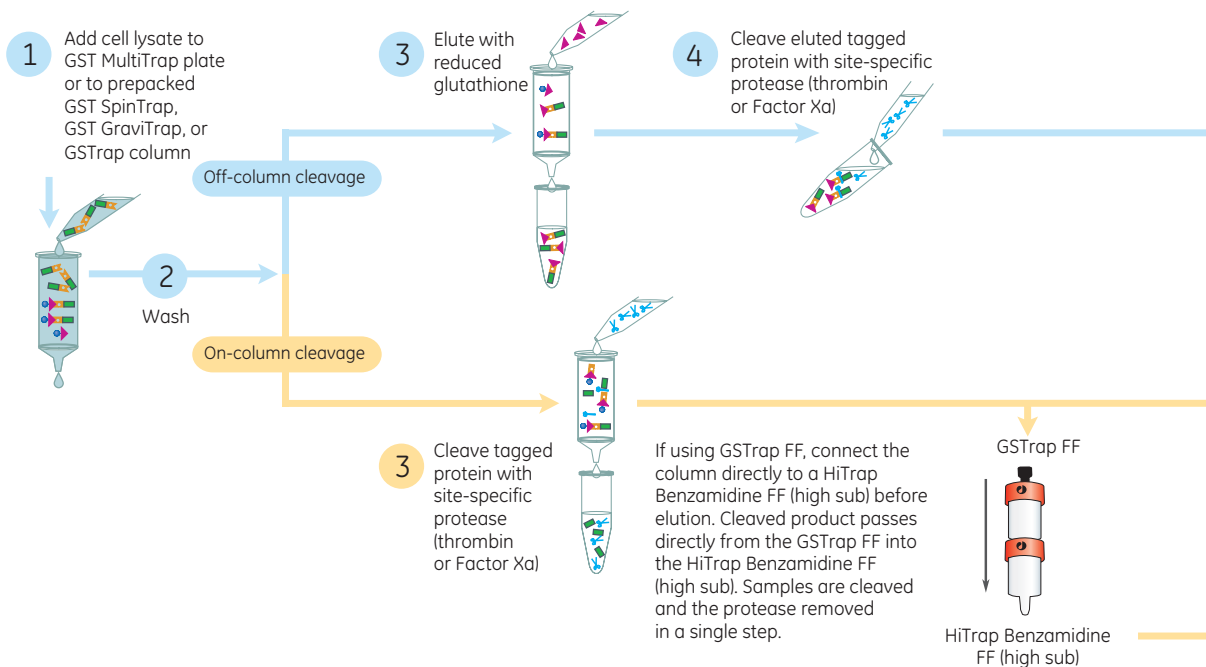 1
Add cell lysate to
GST MultiTrap plate
or to prepacked
GST SpinTrap,
GST GraviTrap, or
GSTrap column
2
Wash
Off-column cleavage
3
Elute with
reduced
glutathione
4
Cleave eluted tagged
protein with site-specific
protease (thrombin
or Factor Xa)
On-column cleavage
3
Cleave tagged
protein with
site-specific
protease
(thrombin
or Factor Xa)
If using GSTrap FF, connect the
column directly to a HiTrap
Benzamidine FF (high sub) before
elution. Cleaved product passes
directly from the GSTrap FF into
the HiTrap Benzamidine FF
(high sub). Samples are cleaved
and the protease removed
in a single step.
GSTrap FF
HiTrap Benzamidine
FF (high sub)